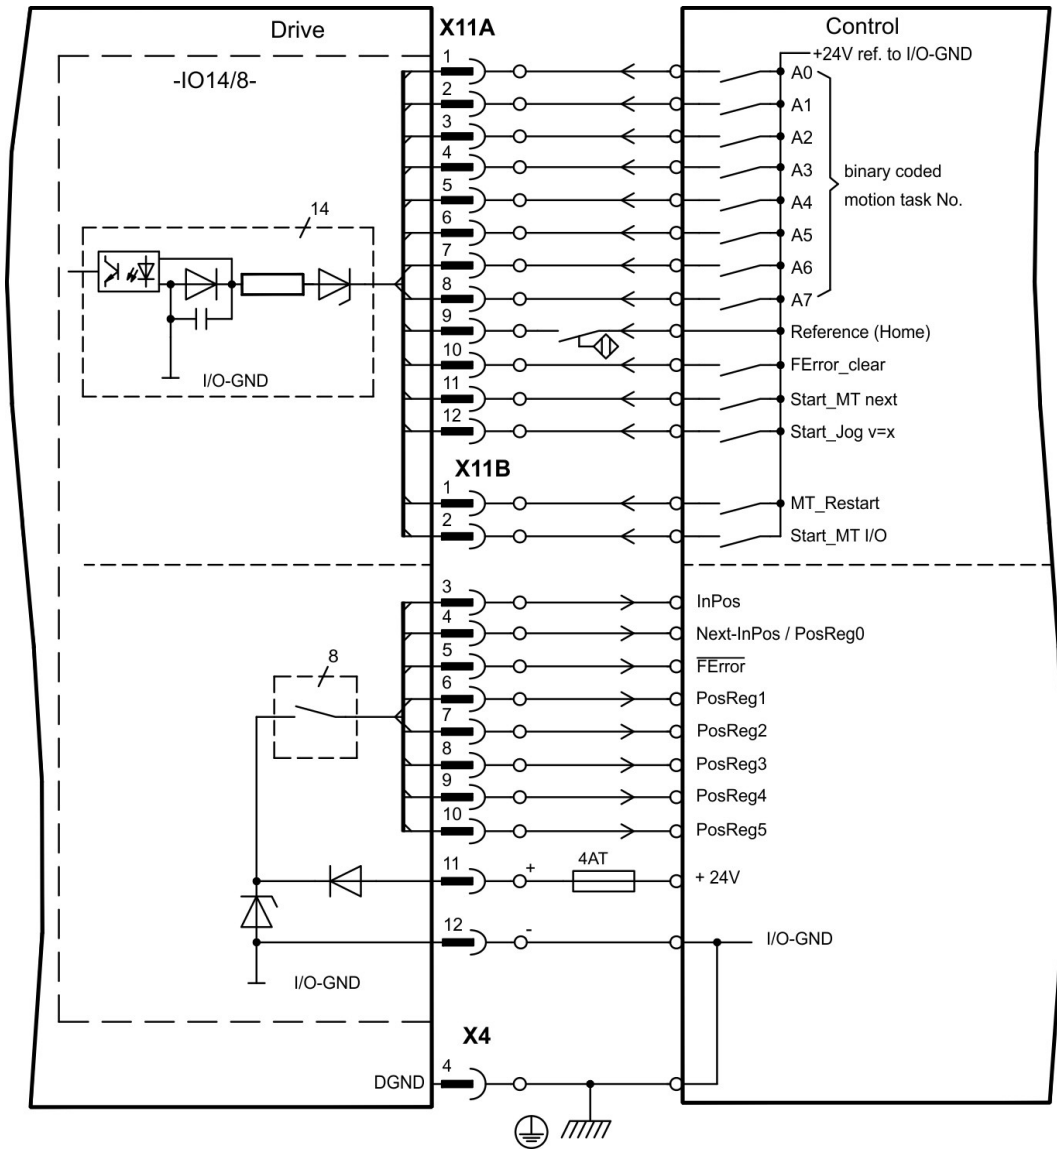 Drive
X11A
Control
+24V ref. to I/O-GND
-IO14/8-
1
A0
2
A1
3
A2
4
A3
binary coded
motion task No.
5
A4
14
6
A5
7
A6
8
A7
9
Reference (Home)
10
FError_clear
I/O-GND
11
Start_MT next
12
Start_Jog v=x
X11B
1
MT_Restart
2
Start_MT I/O
3
InPos
4
Next-InPos / PosReg0
8
5
FError
6
PosReg1
7
PosReg2
8
PosReg3
9
PosReg4
10
PosReg5
11
+
4AT
+ 24V
12
-
I/O-GND
I/O-GND
X4
DGND
4